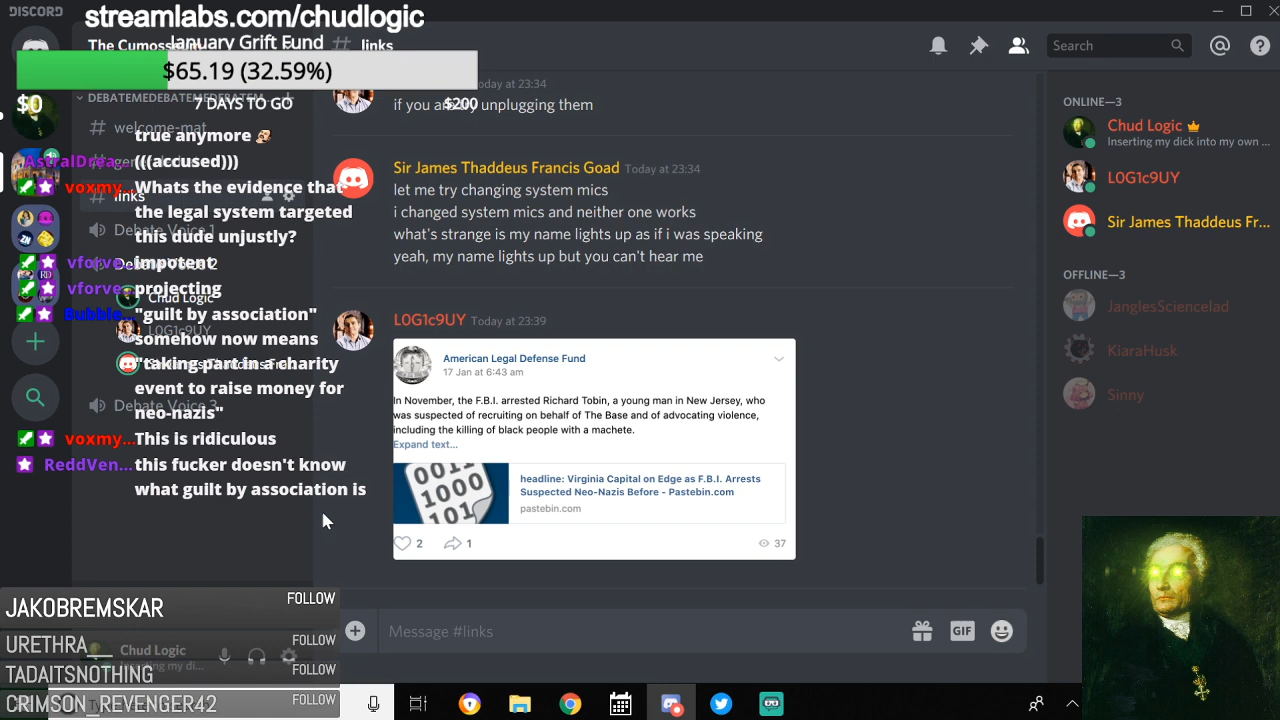 DISCORD
streamlabs.com/chudlogic
The Cumosseum
January Grift Fund
$65.19 (32.59%)
$0
7 DAYS TO GO
$200
DEBATEMEDEBATEMEDEBATEM
# welcome-mat
# links
Debate Voice 1
Debate Voice 2
Chud Logic
L0G1c9UY
Debate Voice 3
true anymore
AstralDrea
(((accused)))
voxmy...
Whats the evidence that
the legal system targeted
this dude unjustly?
vforve...
impotent
vforve...
projecting
Bubble...
"guilt by association"
somehow now means
"taking part in a charity
event to raise money for
neo-nazis"
voxmy...
This is ridiculous
ReddVen...
this fucker doesn't know
what guilt by association is
JAKOBREMSKAR
FOLLOW
URETHRA__
FOLLOW
TADAITSNOTHING
FOLLOW
CRIMSON_REVENGER42
FOLLOW
Chud Logic
Inserting my di...
# links
Search
Today at 23:34
if you are unplugging them
Sir James Thaddeus Francis Goad Today at 23:34
let me try changing system mics
i changed system mics and neither one works
what's strange is my name lights up as if i was speaking
yeah, my name lights up but you can't hear me
L0G1c9UY Today at 23:39
American Legal Defense Fund
17 Jan at 6:43 am
In November, the F.B.I. arrested Richard Tobin, a young man in New Jersey, who
was suspected of recruiting on behalf of The Base and of advocating violence,
including the killing of black people with a machete.
Expand text...
0011
1000
101
headline: Virginia Capital on Edge as F.B.I. Arrests
Suspected Neo-Nazis Before - Pastebin.com
pastebin.com
2
1
37
Message #links
GIF
ONLINE—3
Chud Logic
Inserting my dick into my own ...
L0G1c9UY
Sir James Thaddeus Fr...
OFFLINE—3
JanglesSciencelad
KiaraHusk
Sinny